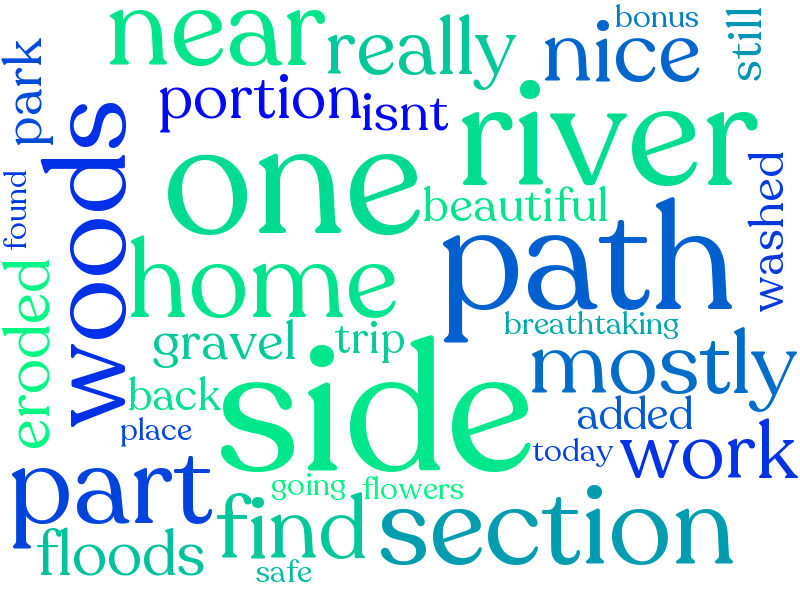 near
really
nice
bonus
still
park
portion
isnt
river
woods
one
beautiful
washed
found
home
path
eroded
gravel
trip
breathtaking
mostly
side
back
added
place
today
work
part
going
flowers
find
section
floods
safe